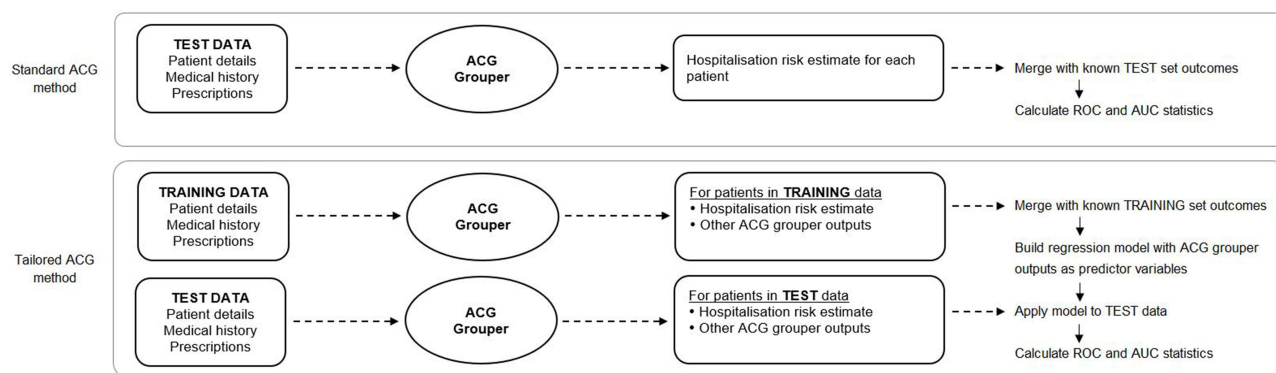 Standard ACG
method
TEST DATA
Patient details
Medical history
Prescriptions
ACG
Grouper
Hospitalisation risk estimate for each
patient
Merge with known TEST set outcomes
Calculate ROC and AUC statistics
Tailored ACG
method
TRAINING DATA
Patient details
Medical history
Prescriptions
ACG
Grouper
For patients in TRAINING data
• Hospitalisation risk estimate
• Other ACG grouper outputs
Merge with known TRAINING set outcomes
Build regression model with ACG grouper
outputs as predictor variables
TEST DATA
Patient details
Medical history
Prescriptions
ACG
Grouper
For patients in TEST data
• Hospitalisation risk estimate
• Other ACG grouper outputs
Apply model to TEST data
Calculate ROC and AUC statistics